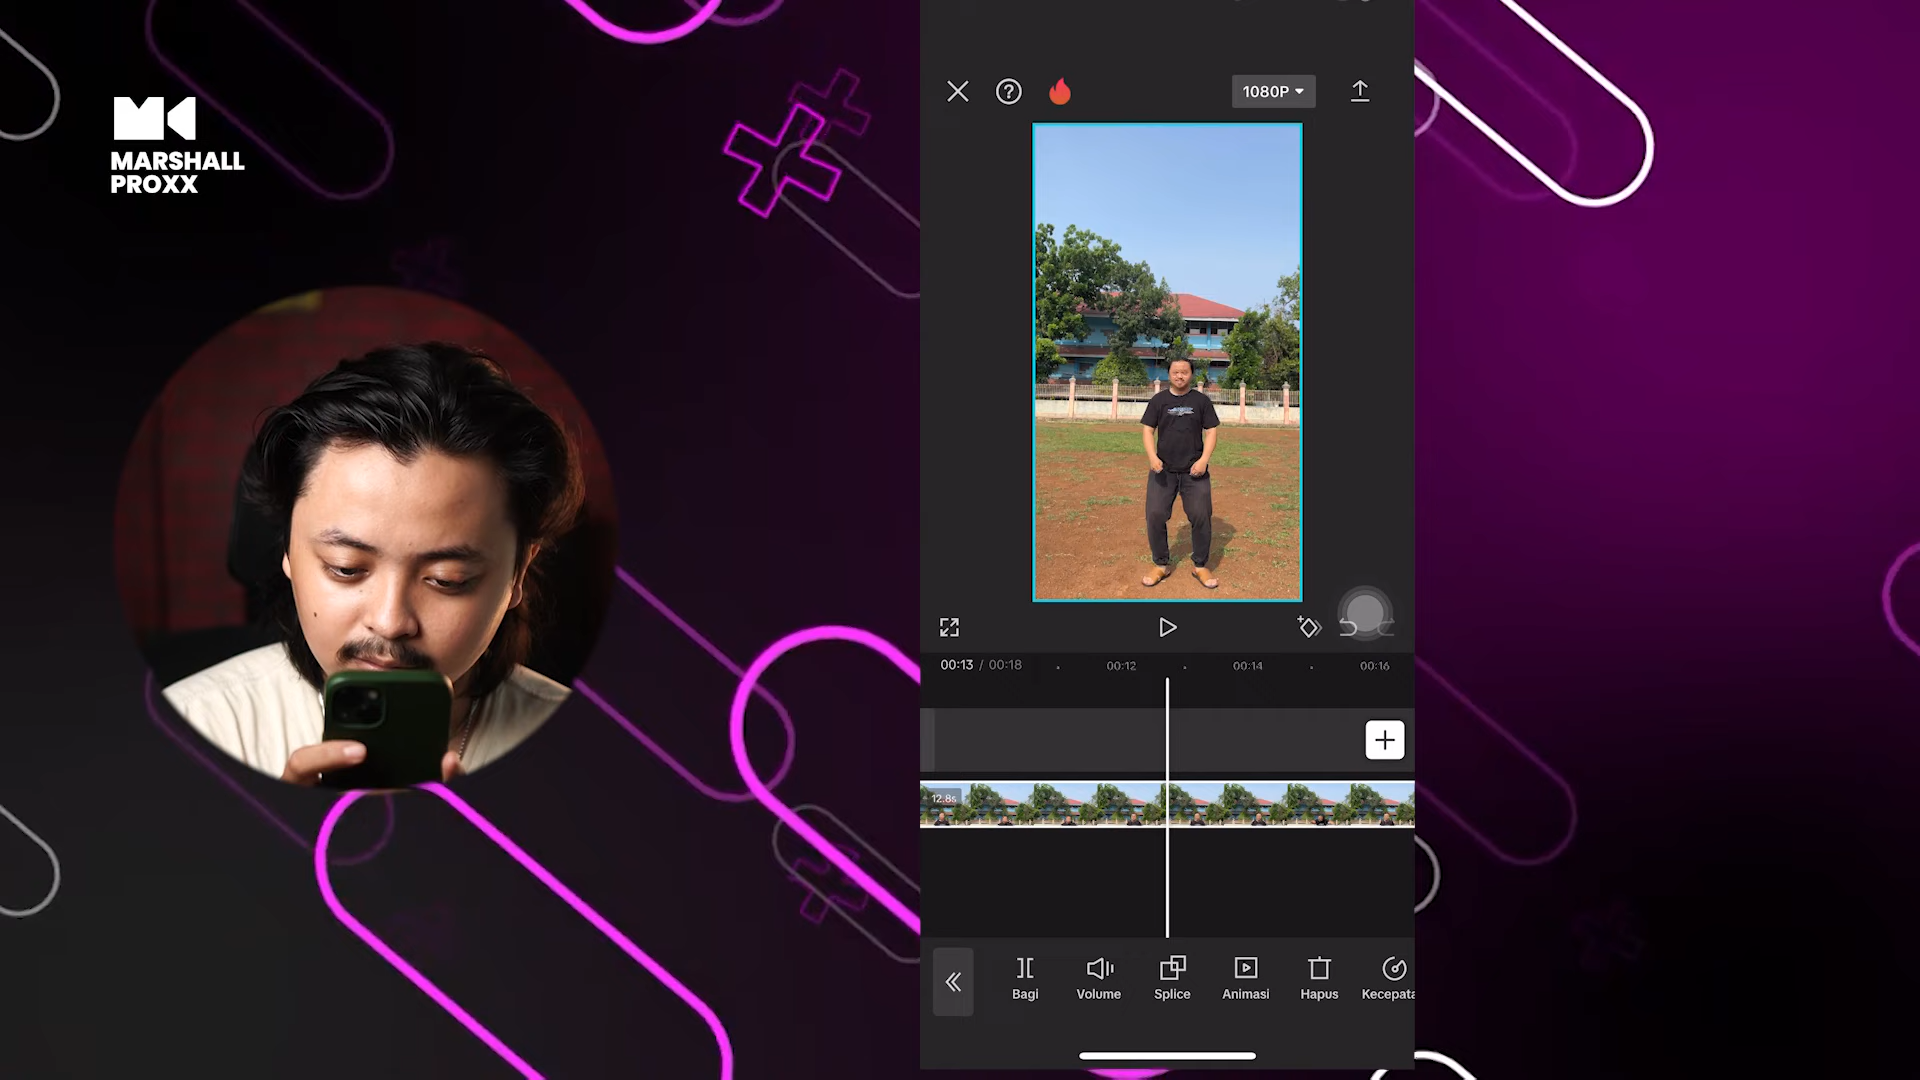 MARSHALL
PROXX
1080P
00:13 / 00:18
00:12
00:14
00:16
12.8s
Bagi
Volume
Splice
Animasi
Hapus
Kecepata